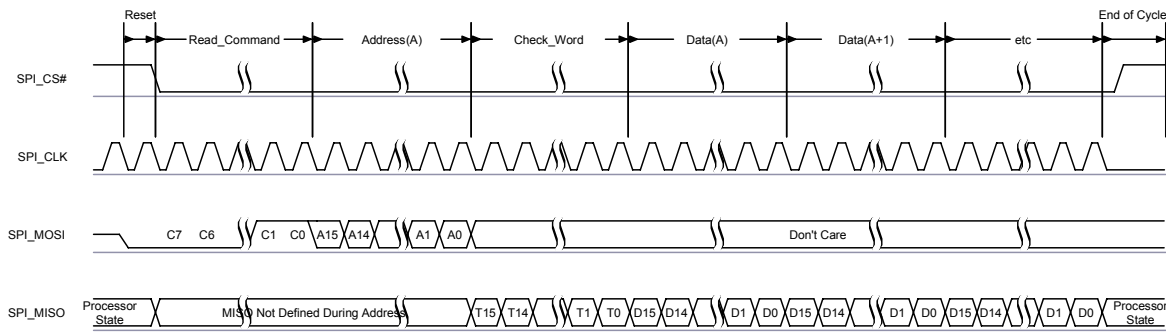 Reset
End of Cycle
Read_Command
Address(A)
Check_Word
Data(A)
Data(A+1)
etc
SPI_CS#
SPI_CLK
SPI_MOSI
C7 C6 C1 C0 A15 A14 A1 A0 Don't Care
SPI_MISO
Processor State
MISO Not Defined During Address
T15 T14 T1 T0 D15 D14 D1 D0 D15 D14 D1 D0 D15 D14 D1 D0
Processor State